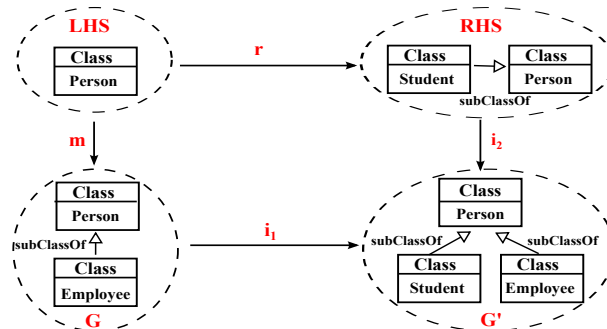 LHS
Class
Person
r
RHS
Class
Student
Class
Person
subClassOf
m
i2
Class
Person
subClassOf
Class
Employee
G
i1
Class
Person
subClassOf
subClassOf
Class
Student
Class
Employee
G'